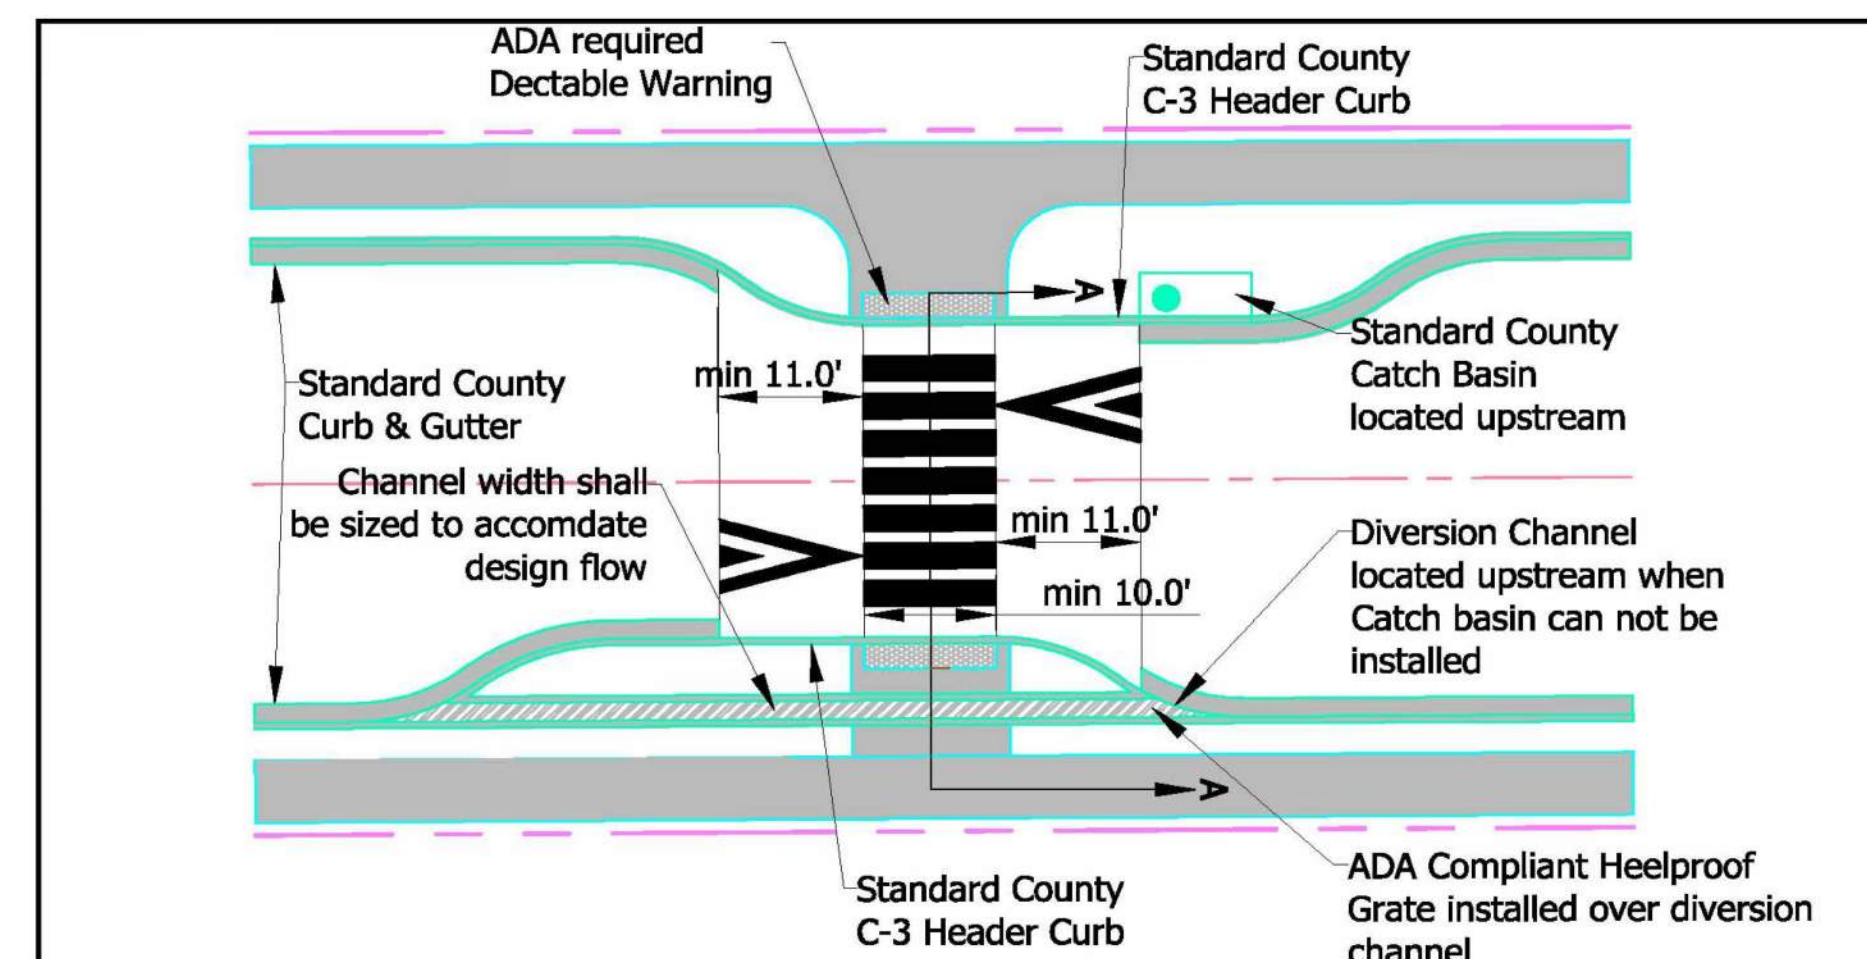 ADA required
Dectable Warning
Standard County
C-3 Header Curb
A
Standard County
Catch Basin
located upstream
min 11.0'
Standard County
Curb & Gutter
Channel width shall
be sized to accomdate
design flow
min 11.0'
min 10.0'
Diversion Channel
located upstream when
Catch basin can not be
installed
A
Standard County
C-3 Header Curb
ADA Compliant Heelproof
Grate installed over diversion
channel